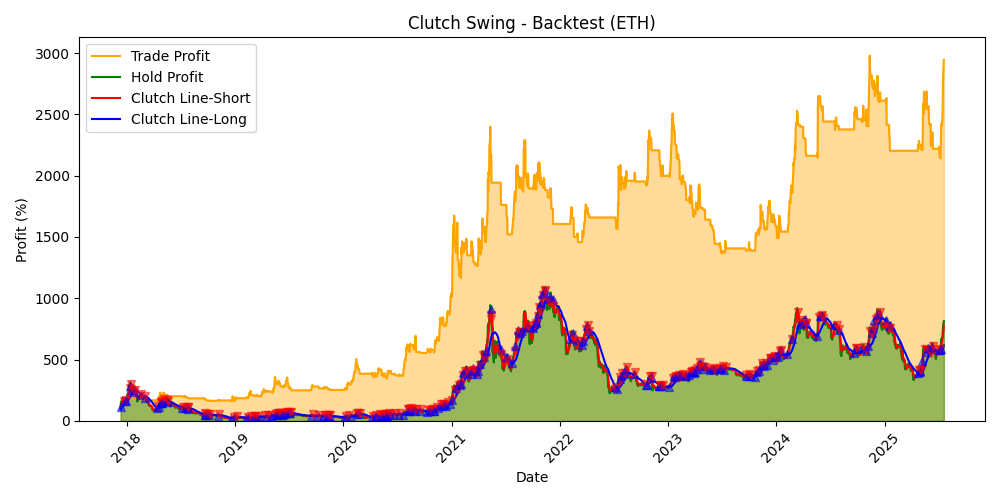 Clutch Swing - Backtest (ETH)
Trade Profit
Hold Profit
Clutch Line-Short
Clutch Line-Long
Profit (%)
3000
2500
2000
1500
1000
500
0
2018
2019
2020
2021
2022
2023
2024
2025
Date